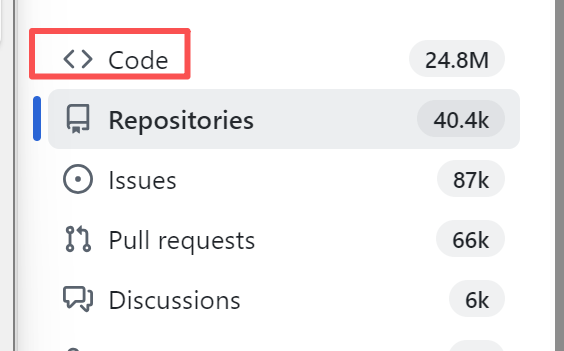 Code 24.8M
Repositories 40.4k
Issues 87k
Pull requests 66k
Discussions 6k